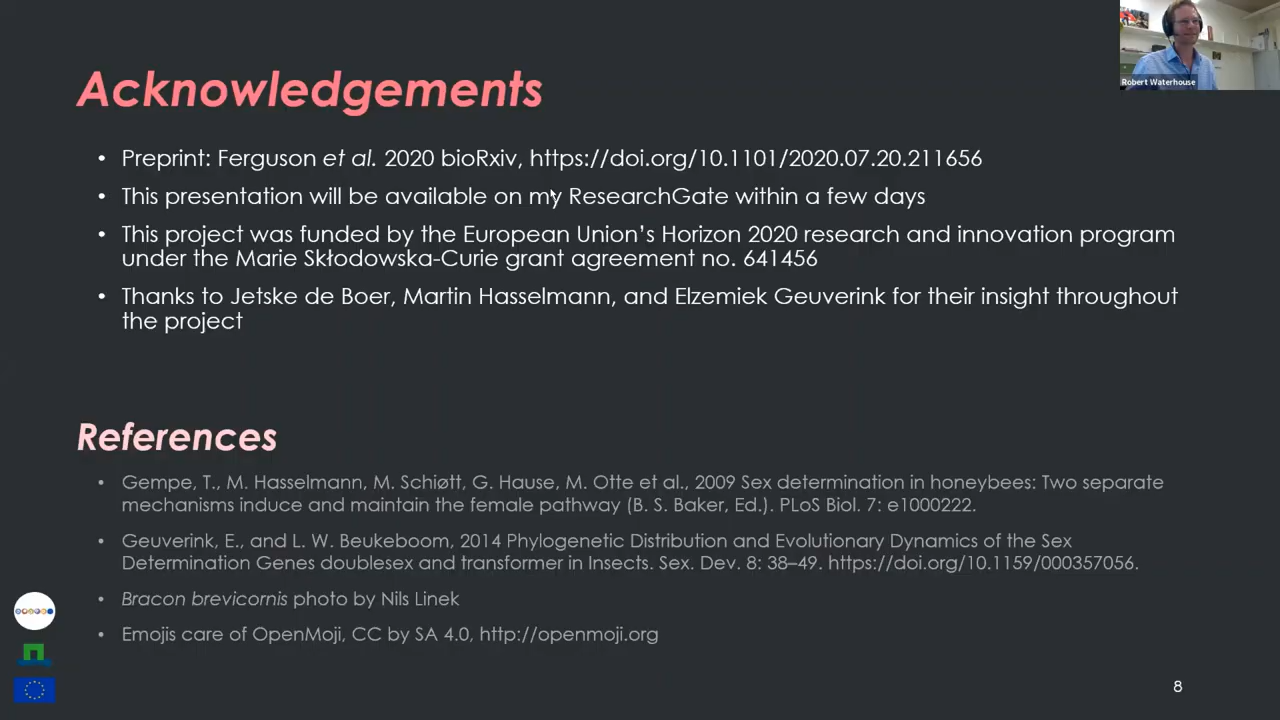 Acknowledgements
Robert Waterhouse
• Preprint: Ferguson et al. 2020 bioRxiv, https://doi.org/10.1101/2020.07.20.211656
• This presentation will be available on my ResearchGate within a few days
• This project was funded by the European Union’s Horizon 2020 research and innovation program
under the Marie Skłodowska-Curie grant agreement no. 641456
• Thanks to Jetske de Boer, Martin Hasselmann, and Elzemiek Geuverink for their insight throughout
the project
References
• Gempe, T., M. Hasselmann, M. Schiøtt, G. Hause, M. Otte et al., 2009 Sex determination in honeybees: Two separate
mechanisms induce and maintain the female pathway (B. S. Baker, Ed.). PLoS Biol. 7: e1000222.
• Geuverink, E., and L. W. Beukeboom, 2014 Phylogenetic Distribution and Evolutionary Dynamics of the Sex
Determination Genes doublesex and transformer in Insects. Sex. Dev. 8: 38–49. https://doi.org/10.1159/000357056.
• Bracon brevicornis photo by Nils Linek
• Emojis care of OpenMoji, CC by SA 4.0, http://openmoji.org
8